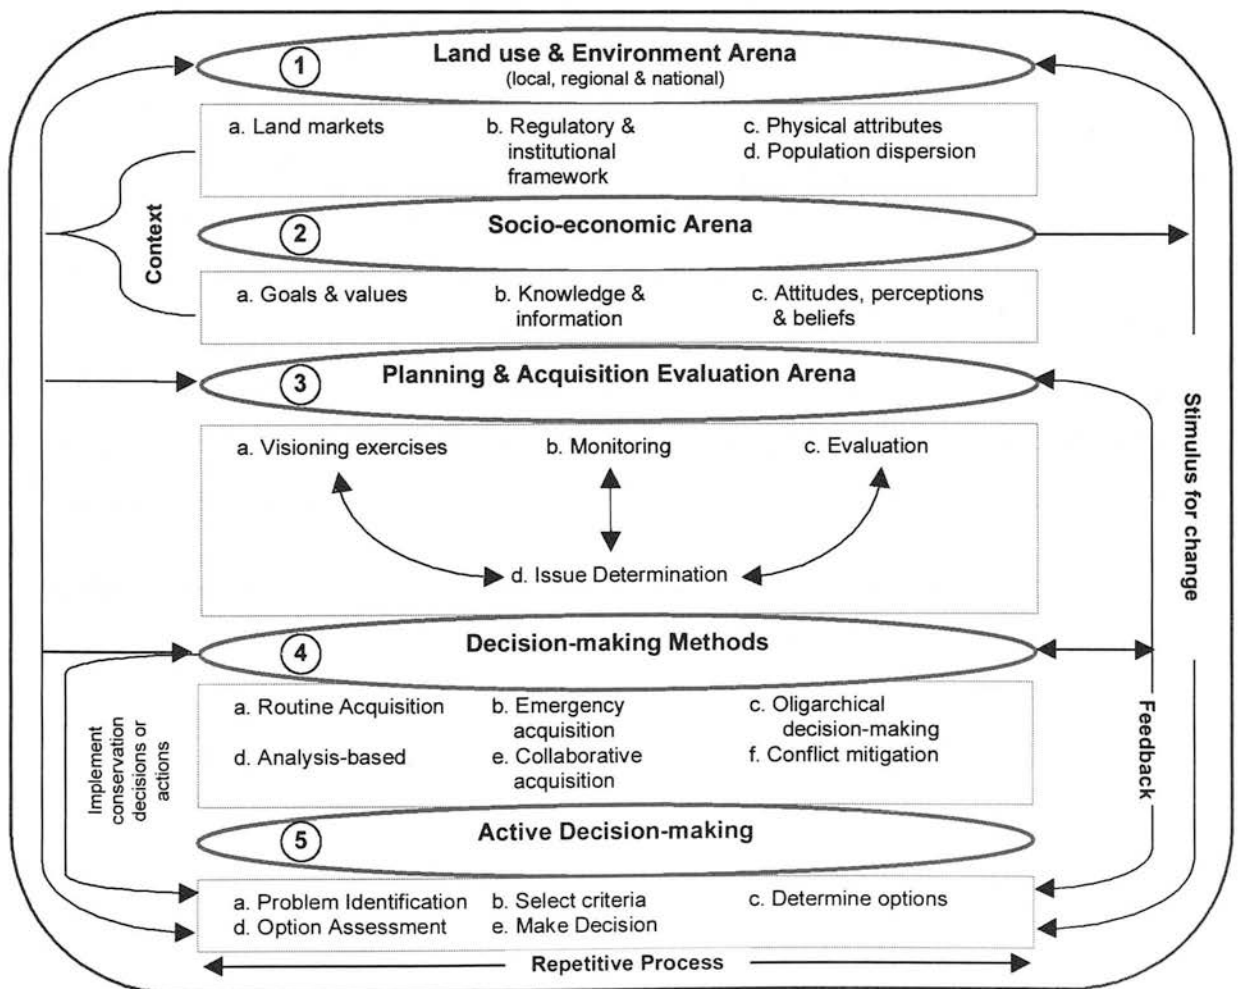 1
Land use & Environment Arena
(local, regional & national)
a. Land markets
b. Regulatory &
institutional
framework
c. Physical attributes
d. Population dispersion
Context
2
Socio-economic Arena
a. Goals & values
b. Knowledge &
information
c. Attitudes, perceptions
& beliefs
3
Planning & Acquisition Evaluation Arena
a. Visioning exercises
b. Monitoring
c. Evaluation
d. Issue Determination
Stimulus for change
4
Decision-making Methods
a. Routine Acquisition
b. Emergency
acquisition
c. Oligarchical
decision-making
d. Analysis-based
e. Collaborative
acquisition
f. Conflict mitigation
Implement
conservation
decisions or
actions
Feedback
5
Active Decision-making
a. Problem Identification
b. Select criteria
c. Determine options
d. Option Assessment
e. Make Decision
Repetitive Process